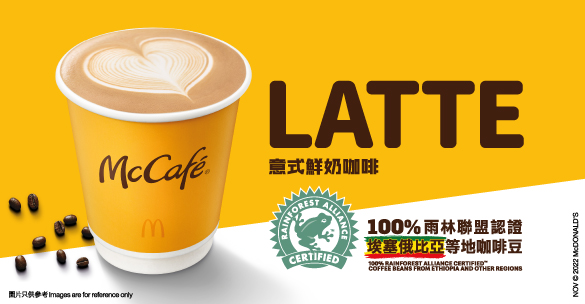 LATTE
意式鮮奶咖啡
McCafé®
RAINFOREST ALLIANCE
CERTIFIED
100%雨林聯盟認證
埃塞俄比亞等地咖啡豆
100% RAINFOREST ALLIANCE CERTIFIED™
COFFEE BEANS FROM ETHIOPIA AND OTHER REGIONS
圖片只供參考 Images are for reference only
NOV © 2022 McDONALD'S